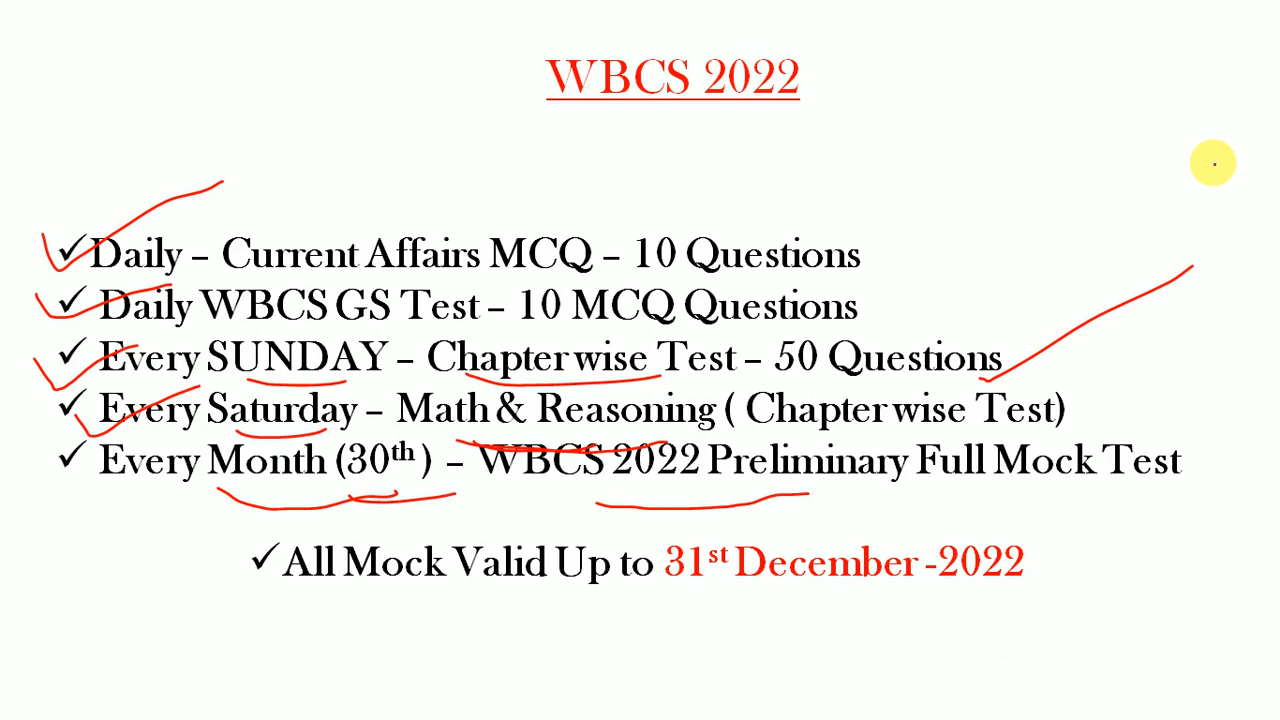 WBCS 2022
✓Daily – Current Affairs MCQ – 10 Questions
✓ Daily WBCS GS Test – 10 MCQ Questions
✓ Every SUNDAY – Chapter wise Test – 50 Questions
✓ Every Saturday – Math & Reasoning ( Chapter wise Test)
✓ Every Month (30th ) – WBCS 2022 Preliminary Full Mock Test
✓All Mock Valid Up to 31st December -2022